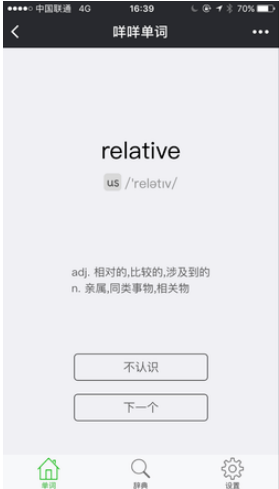 中国联通 4G 16:39 70%
咩咩单词
relative
us /'relətɪv/
adj. 相对的,比较的,涉及到的
n. 亲属,同类事物,相关物
不认识
下一个
单词 辞典 设置